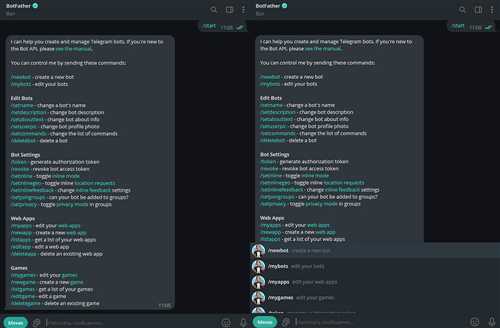 BotFather
Bot
/start 11:05
I can help you create and manage Telegram bots. If you're new to
the Bot API, please see the manual.
You can control me by sending these commands:
/newbot - create a new bot
/mybots - edit your bots
Edit Bots
/setname - change a bot's name
/setdescription - change bot description
/setabouttext - change bot about info
/setuserpic - change bot profile photo
/setcommands - change the list of commands
/deletebot - delete a bot
Bot Settings
/token - generate authorization token
/revoke - revoke bot access token
/setinline - toggle inline mode
/setinlinegeo - toggle inline location requests
/setinlinefeedback - change inline feedback settings
/setjoingroups - can your bot be added to groups?
/setprivacy - toggle privacy mode in groups
Web Apps
/myapps - edit your web apps
/newapp - create a new web app
/listapps - get a list of your web apps
/editapp - edit a web app
/deleteapp - delete an existing web app
Games
/mygames - edit your games
/newgame - create a new game
/listgames - get a list of your games
/editgame - edit a game
/deletegame - delete an existing game
11:05
Меню
BotFather
Bot
/start 11:05
I can help you create and manage Telegram bots. If you're new to
the Bot API, please see the manual.
You can control me by sending these commands:
/newbot - create a new bot
/mybots - edit your bots
Edit Bots
/setname - change a bot's name
/setdescription - change bot description
/setabouttext - change bot about info
/setuserpic - change bot profile photo
/setcommands - change the list of commands
/deletebot - delete a bot
Bot Settings
/token - generate authorization token
/revoke - revoke bot access token
/setinline - toggle inline mode
/setinlinegeo - toggle inline location requests
/setinlinefeedback - change inline feedback settings
/setjoingroups - can your bot be added to groups?
/setprivacy - toggle privacy mode in groups
Web Apps
/myapps - edit your web apps
/newapp - create a new web app
/listapps - get a list of your web apps
/newbot create a new bot
/mybots edit your bots
/myapps edit your web apps
/mygames edit your games
Меню